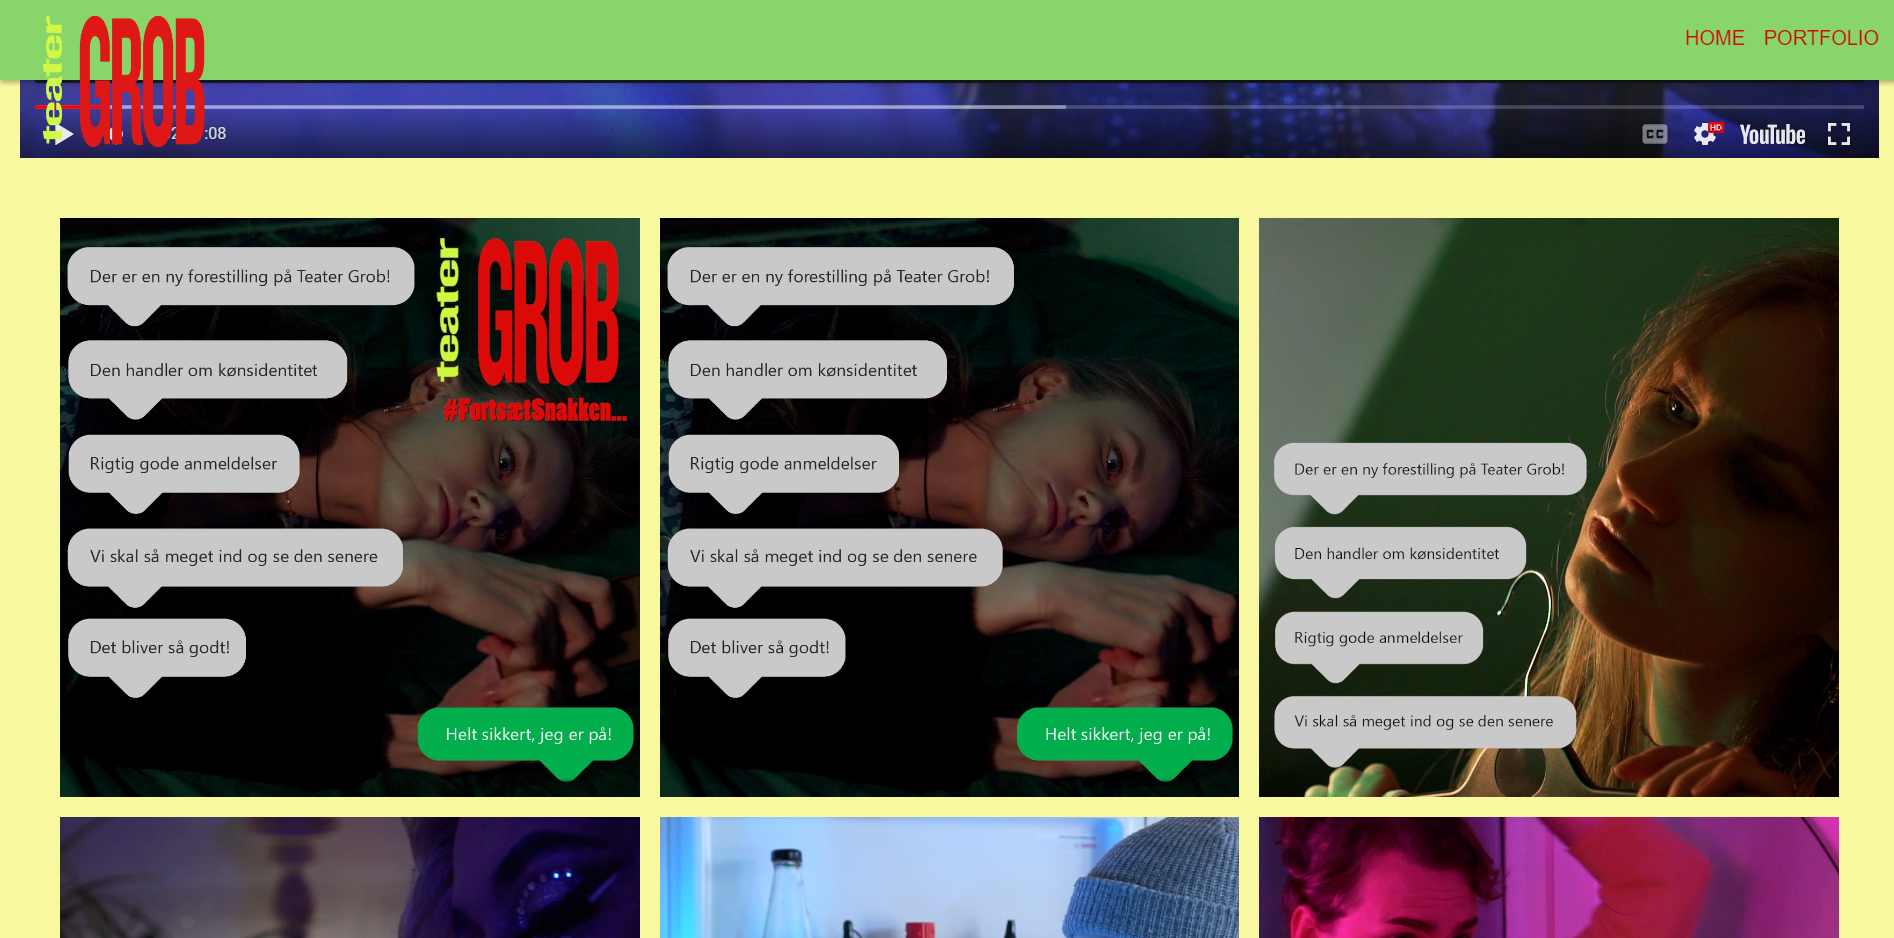 teater GROB
HOME PORTFOLIO
:08
CC HD YouTube
Der er en ny forestilling på Teater Grob!
Den handler om kønsidentitet
Rigtig gode anmeldelser
Vi skal så meget ind og se den senere
Det bliver så godt!
Helt sikkert, jeg er på!
teater GROB
#FortsætSnakken...
Der er en ny forestilling på Teater Grob!
Den handler om kønsidentitet
Rigtig gode anmeldelser
Vi skal så meget ind og se den senere
Det bliver så godt!
Helt sikkert, jeg er på!
Der er en ny forestilling på Teater Grob!
Den handler om kønsidentitet
Rigtig gode anmeldelser
Vi skal så meget ind og se den senere